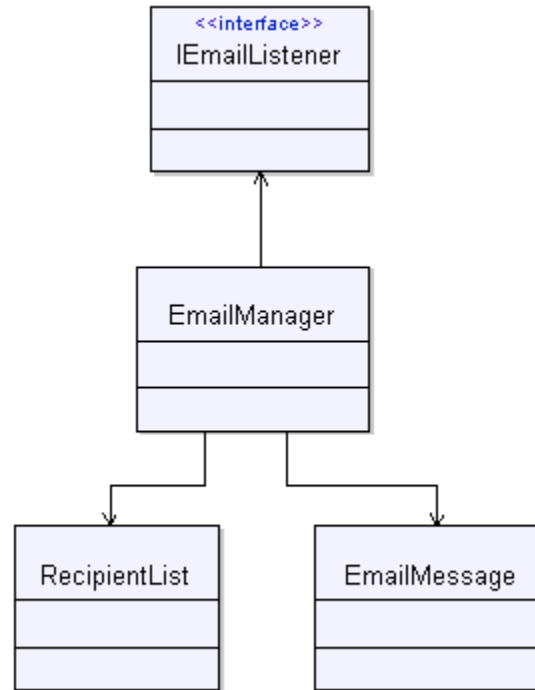 <<interface>>
IEmailListener
EmailManager
RecipientList
EmailMessage